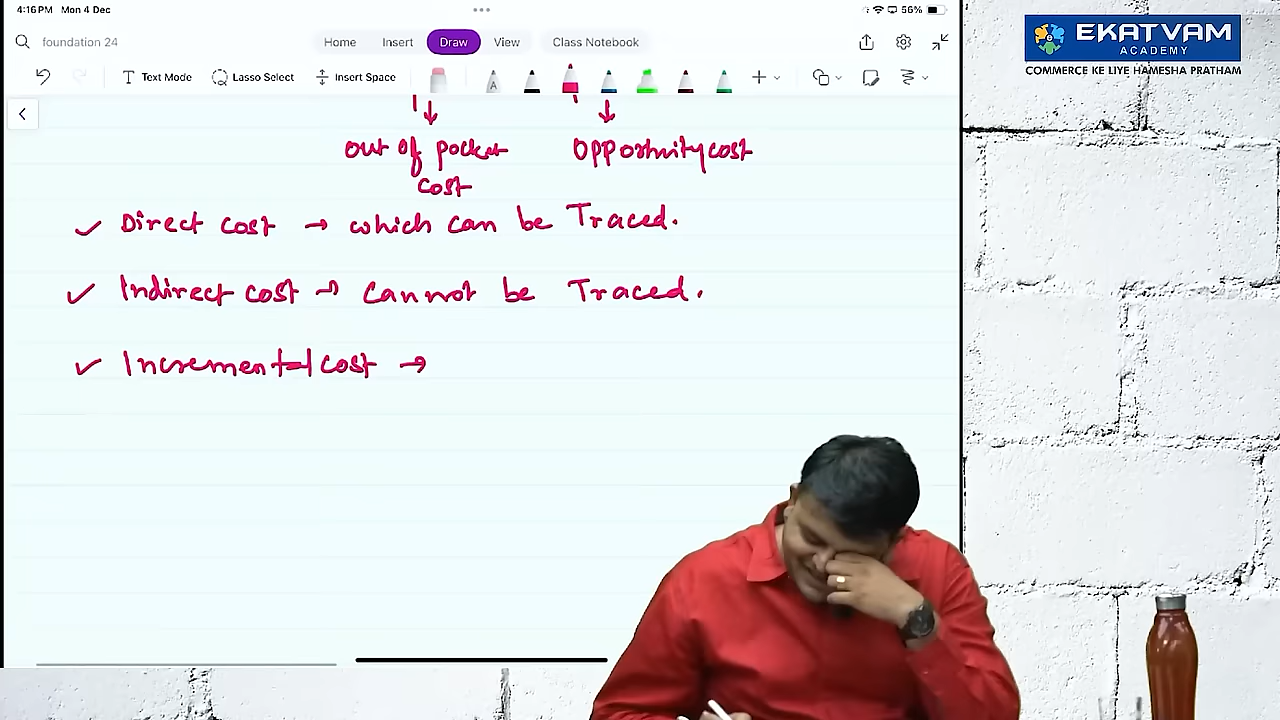 4:16 PM Mon 4 Dec
56%
foundation 24
Home Insert Draw View Class Notebook
Text Mode Lasso Select Insert Space
EKATVAM
ACADEMY
COMMERCE KE LIYE HAMESHA PRATHAM
out of pocket cost
opportunity cost
Direct cost → which can be Traced.
Indirect cost → cannot be Traced.
Incremental cost →